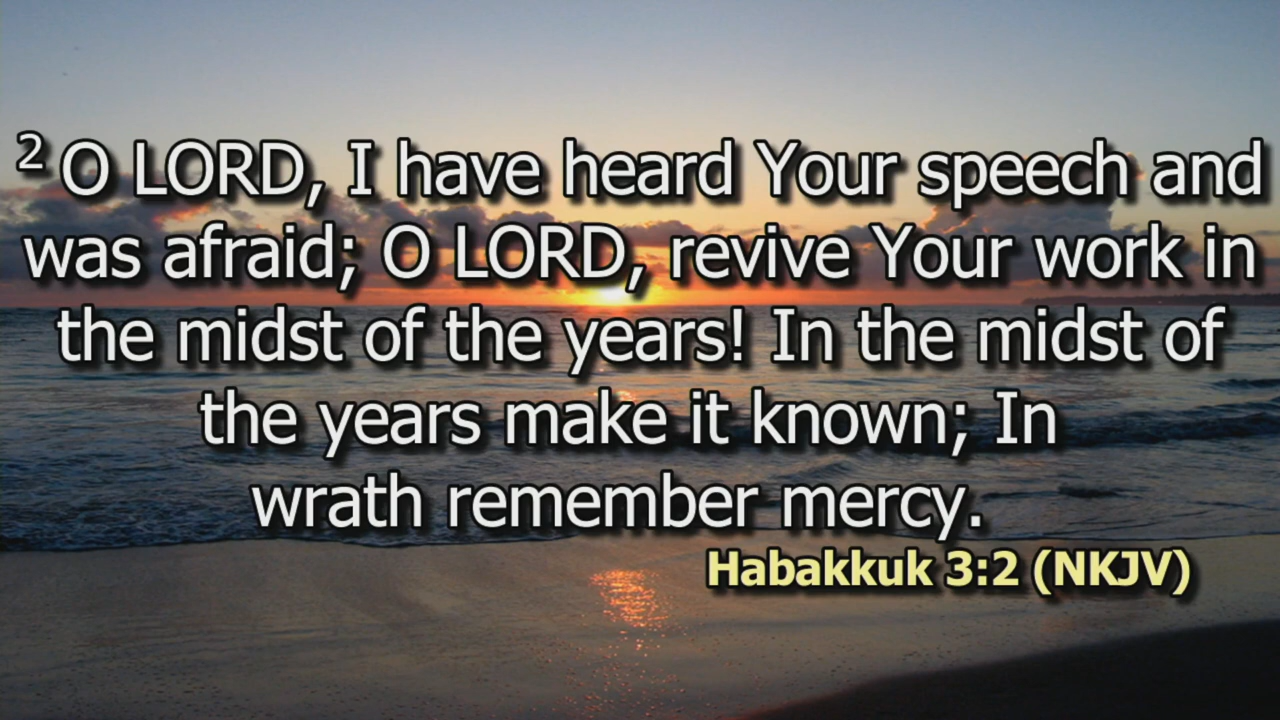 ² O LORD, I have heard Your speech and
was afraid; O LORD, revive Your work in
the midst of the years! In the midst of
the years make it known; In
wrath remember mercy.
Habakkuk 3:2 (NKJV)